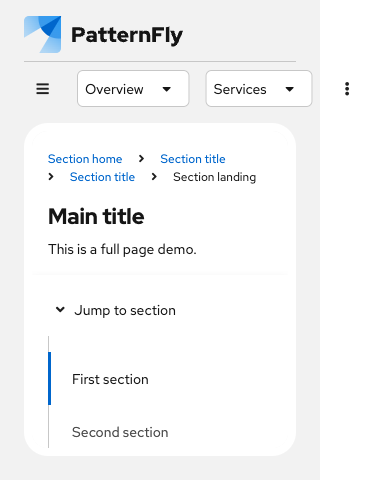 PatternFly
Overview Services
Section home Section title
Section title Section landing
Main title
This is a full page demo.
Jump to section
First section
Second section